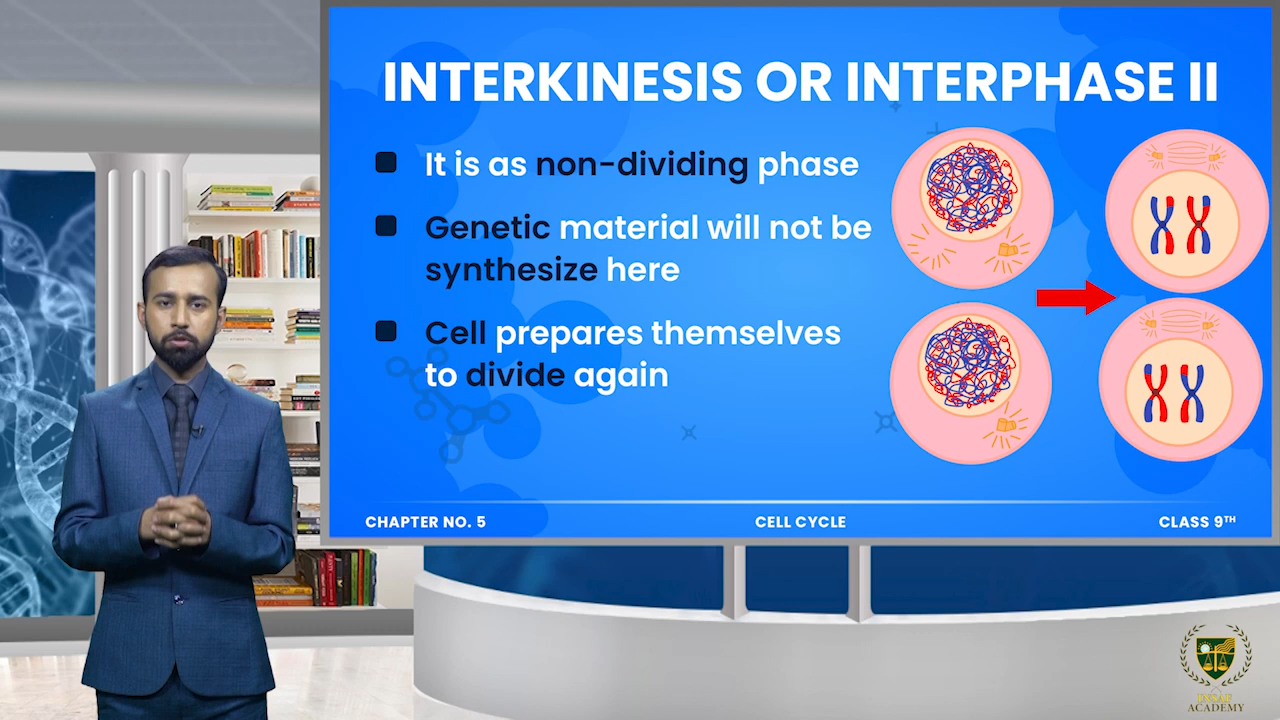 INTERKINESIS OR INTERPHASE II
It is as non-dividing phase
Genetic material will not be
synthesize here
Cell prepares themselves
to divide again
CHAPTER NO. 5
CELL CYCLE
CLASS 9TH
INSAF
ACADEMY